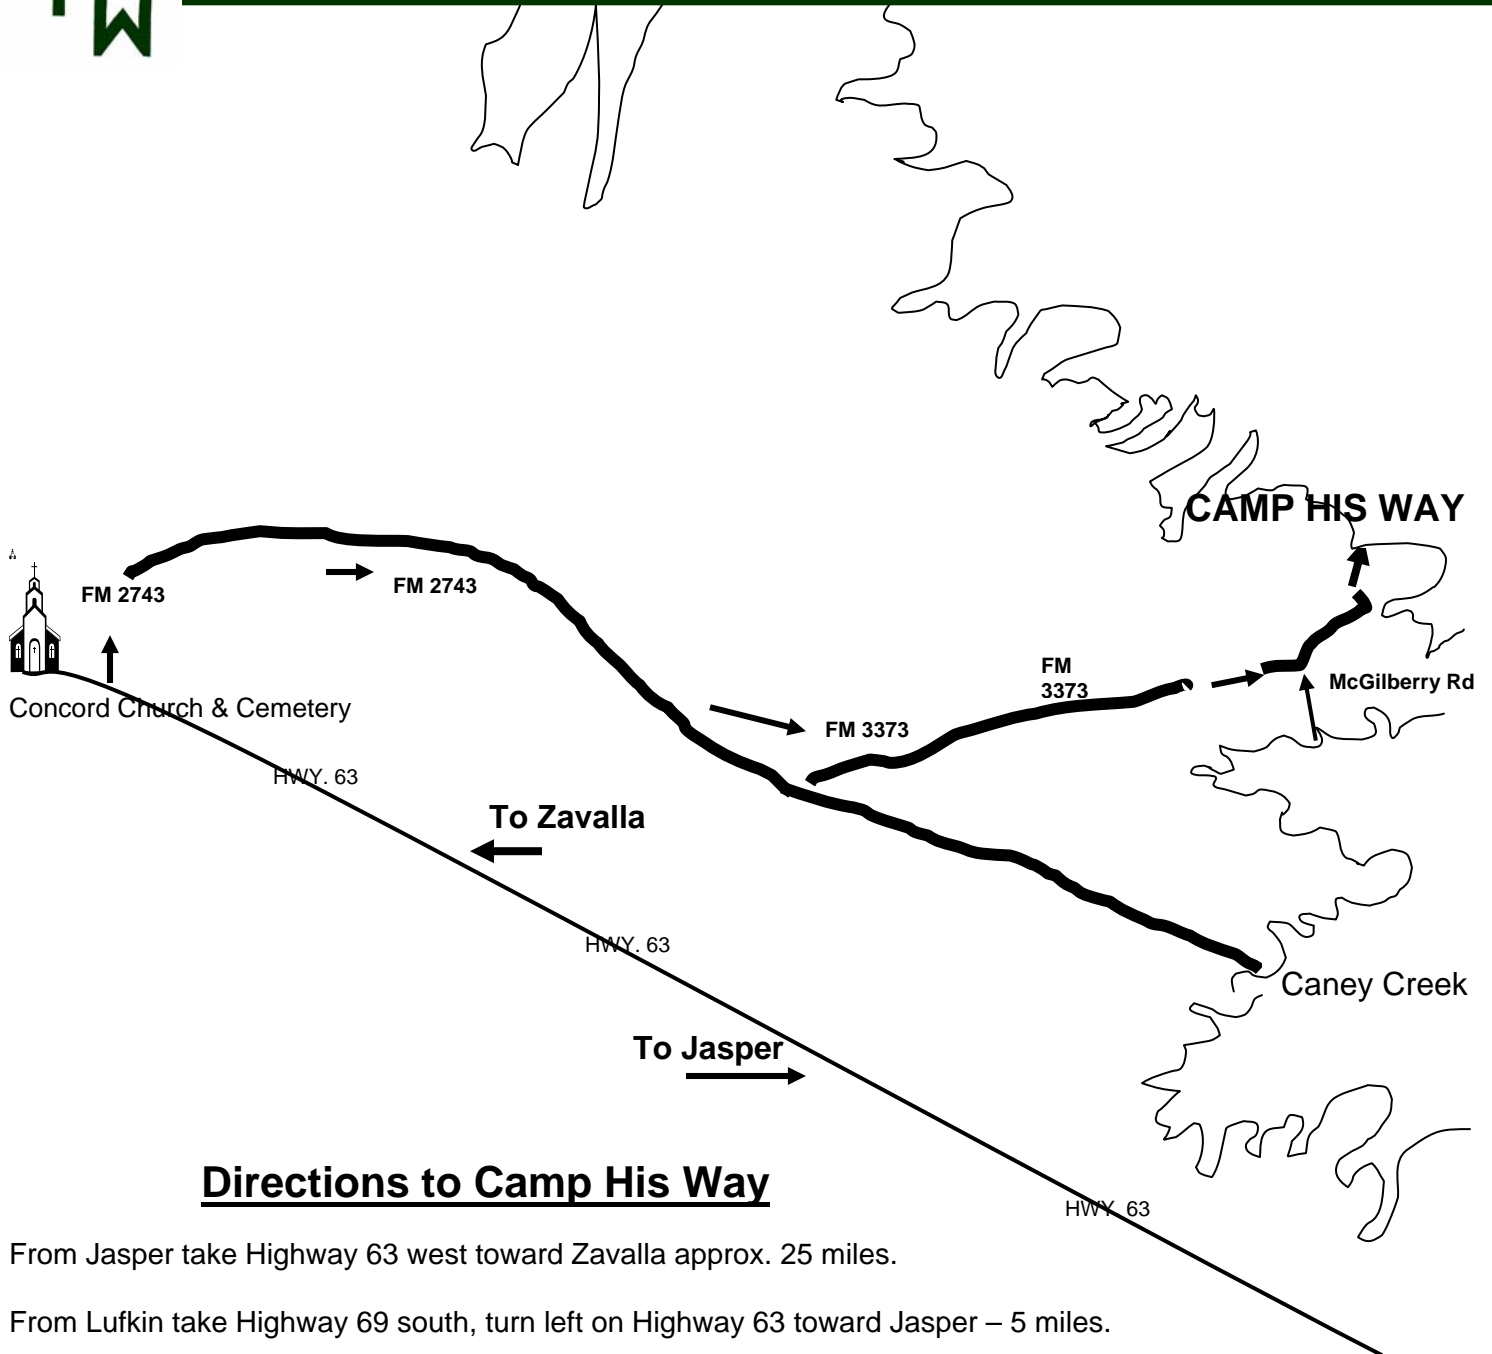 CAMP HIS WAY
FM 2743
FM 2743
FM
3373
McGilberry Rd
Concord Church & Cemetery
FM 3373
HWY. 63
To Zavalla
HWY. 63
Caney Creek
To Jasper
Directions to Camp His Way
HWY. 63
From Jasper take Highway 63 west toward Zavalla approx. 25 miles.
From Lufkin take Highway 69 south, turn left on Highway 63 toward Jasper – 5 miles.